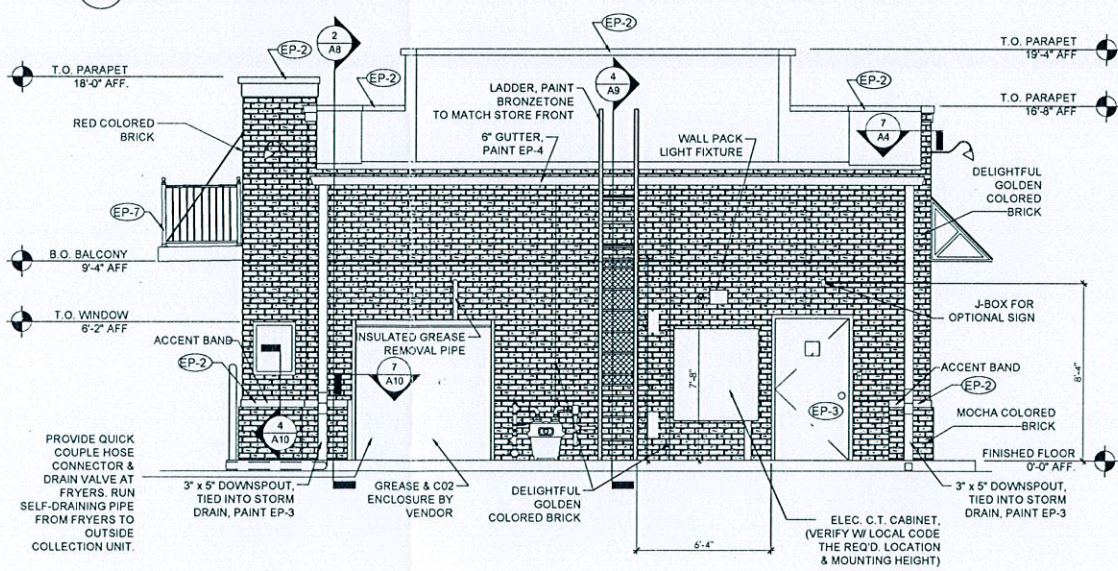 EP-2
2
A8
EP-2
T.O. PARAPET
19'-4" AFF.
T.O. PARAPET
18'-0" AFF.
EP-2
4
A9
EP-2
T.O. PARAPET
16'-8" AFF.
LADDER, PAINT
BRONZETONE
TO MATCH STORE FRONT
7
A4
RED COLORED
BRICK
6" GUTTER,
PAINT EP-4
WALL PACK
LIGHT FIXTURE
DELIGHTFUL
GOLDEN
COLORED
BRICK
EP-7
B.O. BALCONY
9'-4" AFF
T.O. WINDOW
6'-2" AFF
J-BOX FOR
OPTIONAL SIGN
ACCENT BAND
INSULATED GREASE
REMOVAL PIPE
EP-2
7
A10
7'-8"
8'-4"
ACCENT BAND
EP-2
EP-3
MOCHA COLORED
BRICK
4
A10
FINISHED FLOOR
0'-0" AFF.
PROVIDE QUICK
COUPLE HOSE
CONNECTOR &
DRAIN VALVE AT
FRYERS. RUN
SELF-DRAINING PIPE
FROM FRYERS TO
OUTSIDE
COLLECTION UNIT.
3" x 5" DOWNSPOUT,
TIED INTO STORM
DRAIN, PAINT EP-3
GREASE & C02
ENCLOSURE BY
VENDOR
DELIGHTFUL
GOLDEN
COLORED BRICK
6'-4"
ELEC. C.T. CABINET,
(VERIFY W/ LOCAL CODE
THE REQ'D. LOCATION
& MOUNTING HEIGHT)
3" x 5" DOWNSPOUT,
TIED INTO STORM
DRAIN, PAINT EP-3